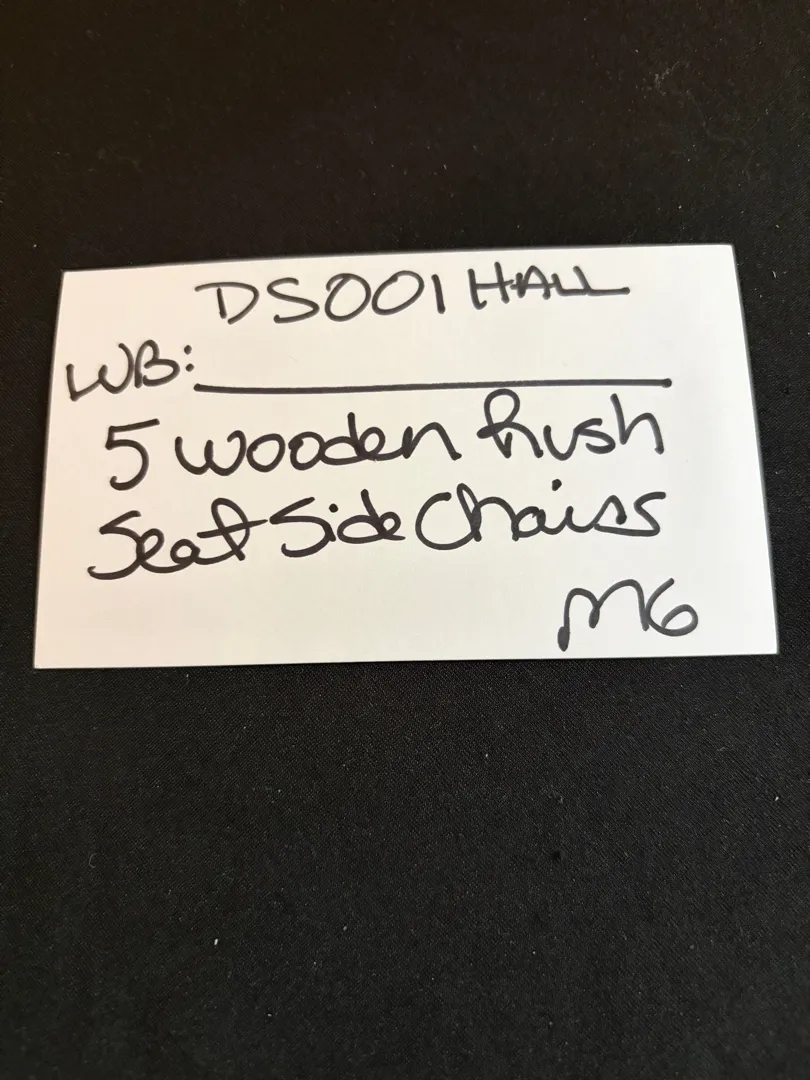 DS001 HALL
WB:
5 wooden Rush
Seat Side Chairs
M6